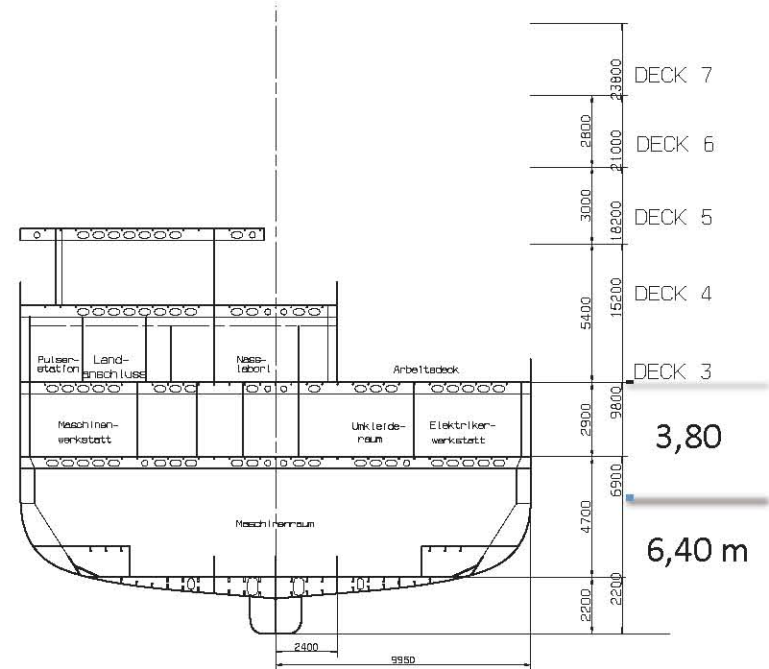 DECK 7
23800
2800
DECK 6
21000
3000
DECK 5
18200
DECK 4
15200
5400
Pulser-
station
Land-
anschluss
Nass-
labor1
Arbeitsdeck
DECK 3
9800
2900
Maschinen-
werkstatt
Umkleide-
raum
Elektriker-
werkstatt
3,80
6900
4700
Maschinenraum
6,40 m
2200
2200
2400
9950